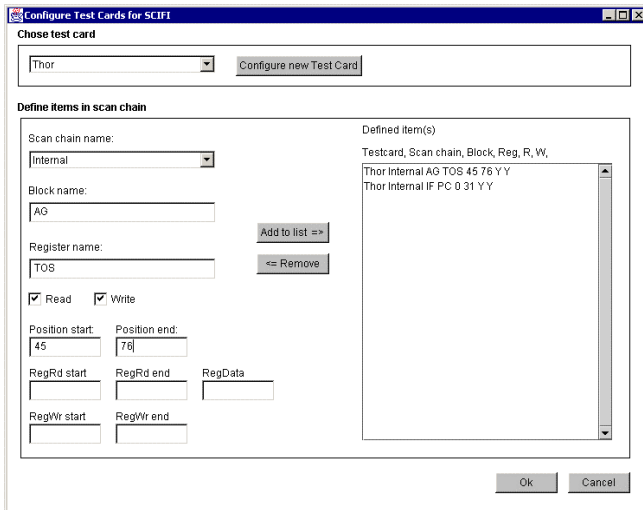 Configure Test Cards for SCIFI
Chose test card
Thor
Configure new Test Card
Define items in scan chain
Scan chain name:
Internal
Block name:
AG
Register name:
TOS
Read Write
Position start: Position end:
45 76
RegRd start RegRd end RegData
RegWr start RegWr end
Add to list =>
<= Remove
Defined item(s)
Testcard, Scan chain, Block, Reg, R, W,
Thor Internal AG TOS 45 76 Y Y
Thor Internal IF PC 0 31 Y Y
Ok Cancel